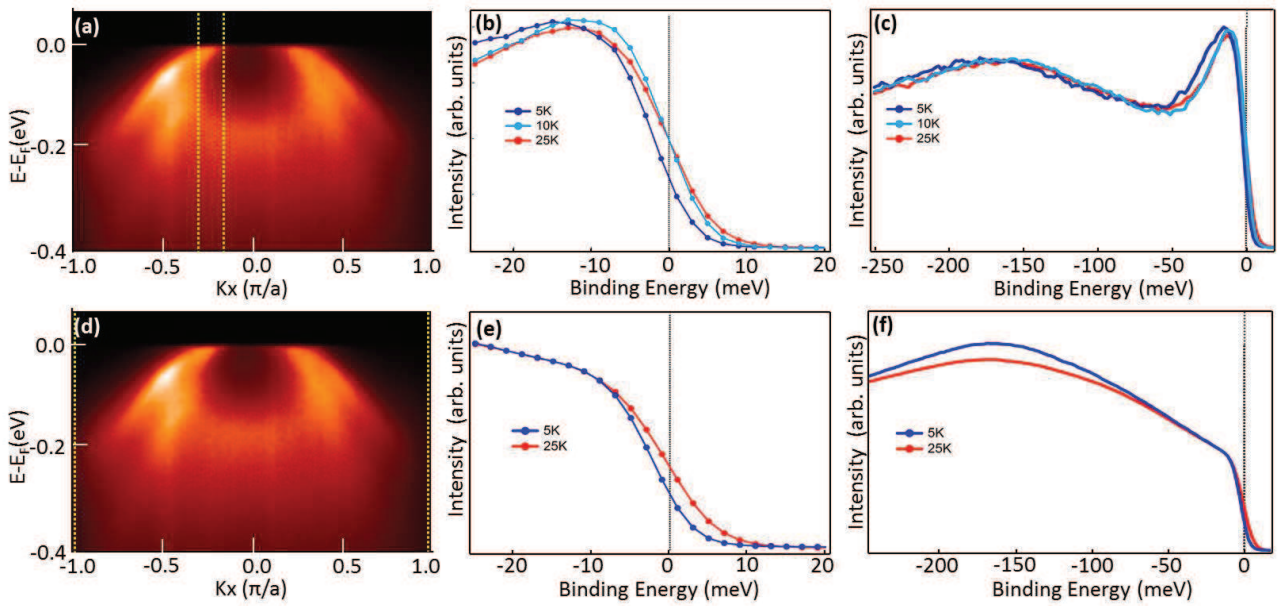 (a)
0.0
-0.2
-0.4
E-EF(eV)
-1.0 -0.5 0.0 0.5 1.0
Kx (π/a)
(b)
Intensity (arb. units)
5K
10K
25K
-20 -10 0 10 20
Binding Energy (meV)
(c)
Intensity (arb. units)
5K
10K
25K
-250 -200 -150 -100 -50 0
Binding Energy (meV)
(d)
0.0
-0.2
-0.4
E-EF(eV)
-1.0 -0.5 0.0 0.5 1.0
Kx (π/a)
(e)
Intensity (arb. units)
5K
25K
-20 -10 0 10 20
Binding Energy (meV)
(f)
Intensity (arb. units)
5K
25K
-200 -150 -100 -50 0
Binding Energy (meV)